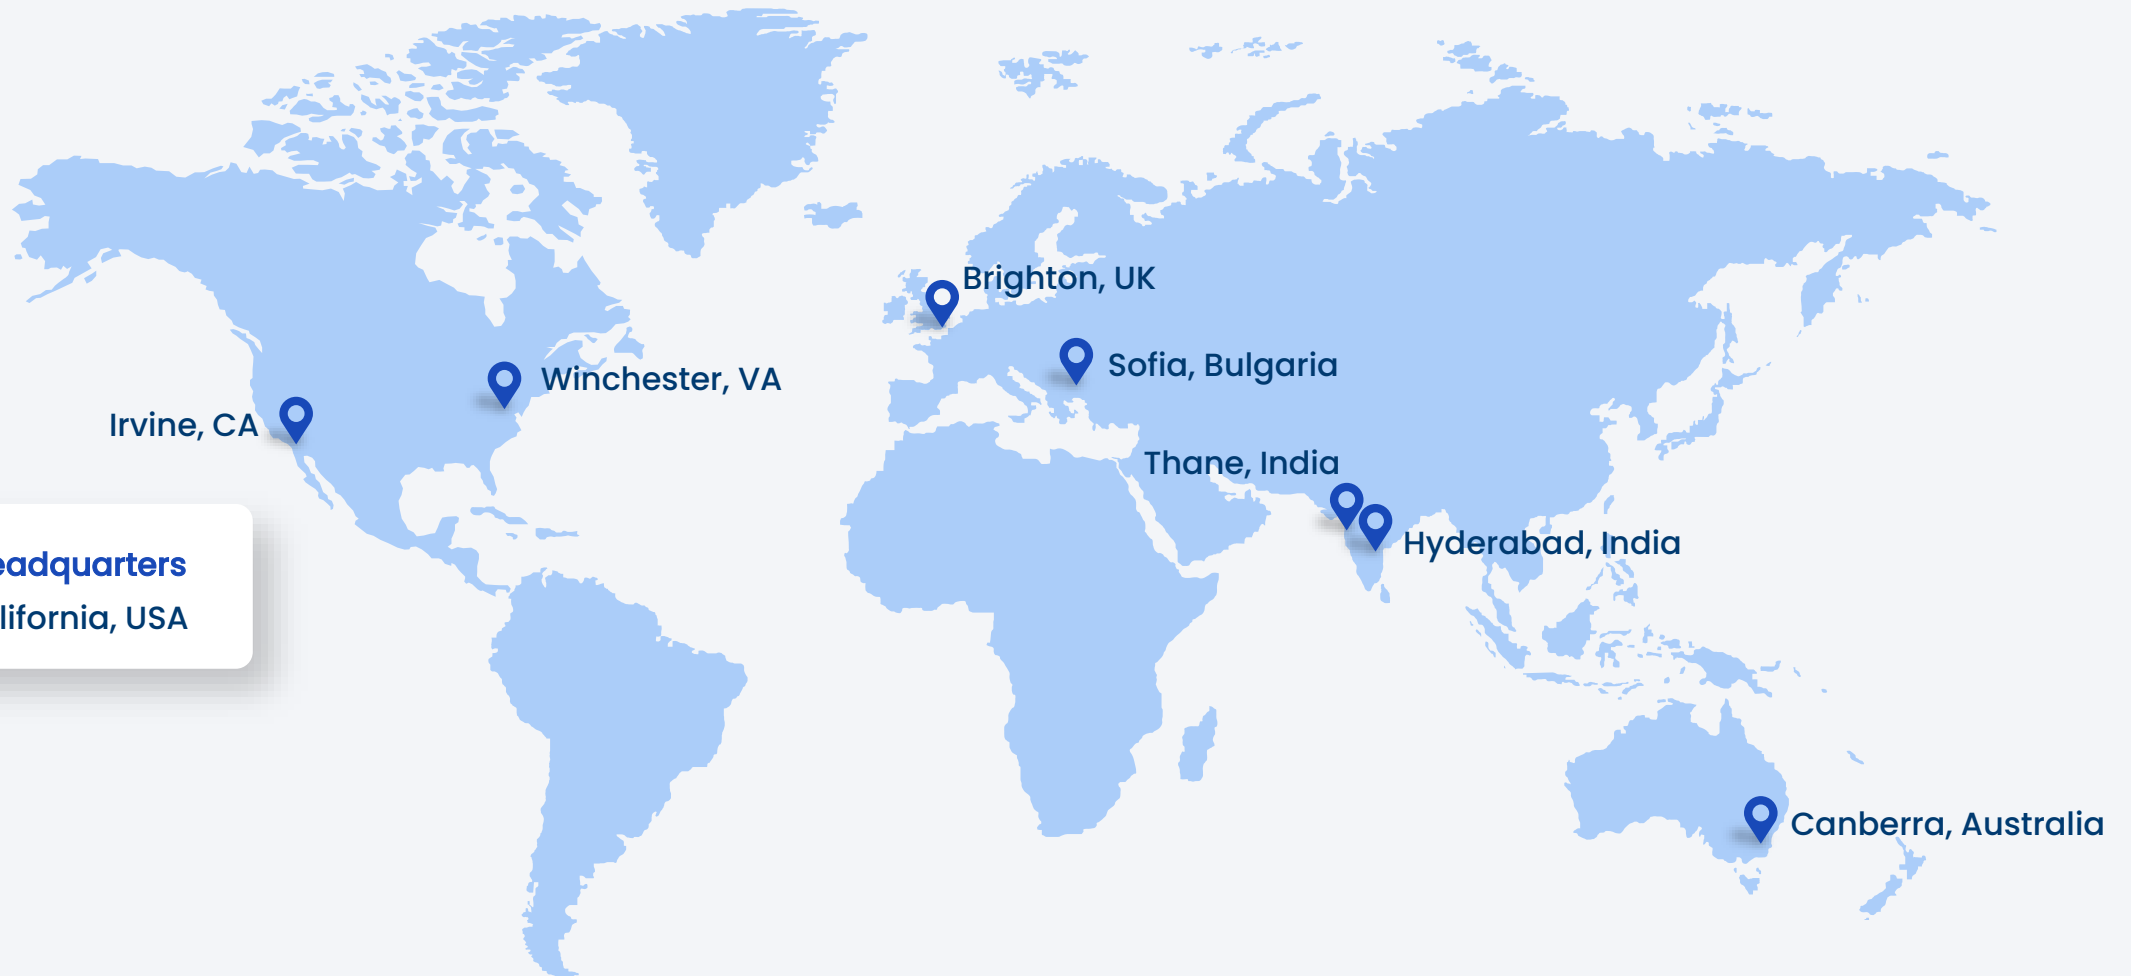 Brighton, UK
Sofia, Bulgaria
Winchester, VA
Irvine, CA
Thane, India
Hyderabad, India
eadquarters
lifornia, USA
Canberra, Australia